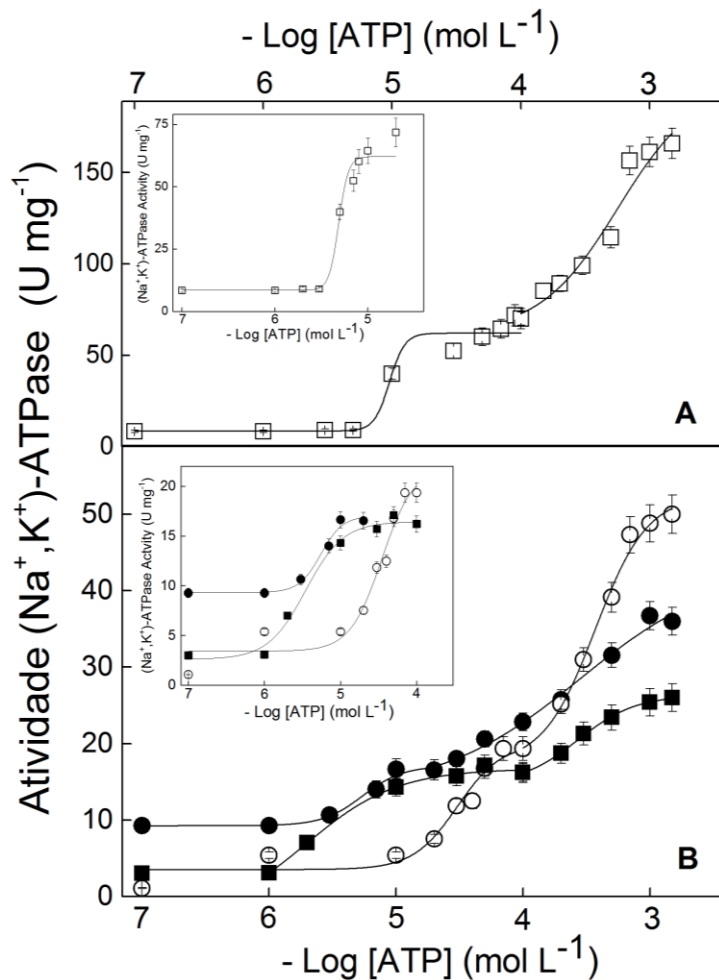 - Log [ATP] (mol L⁻¹)
7 6 5 4 3
Atividade (Na⁺,K⁺)-ATPase (U mg⁻¹)
150
100
50
0
(Na⁺,K⁺)-ATPase Activity (U mg⁻¹)
75
50
25
0
7 6 5
- Log [ATP] (mol L⁻¹)
A
50
40
30
20
10
0
(Na⁺,K⁺)-ATPase Activity (U mg⁻¹)
20
15
10
5
0
7 6 5 4
- Log [ATP] (mol L⁻¹)
B
7 6 5 4 3
- Log [ATP] (mol L⁻¹)